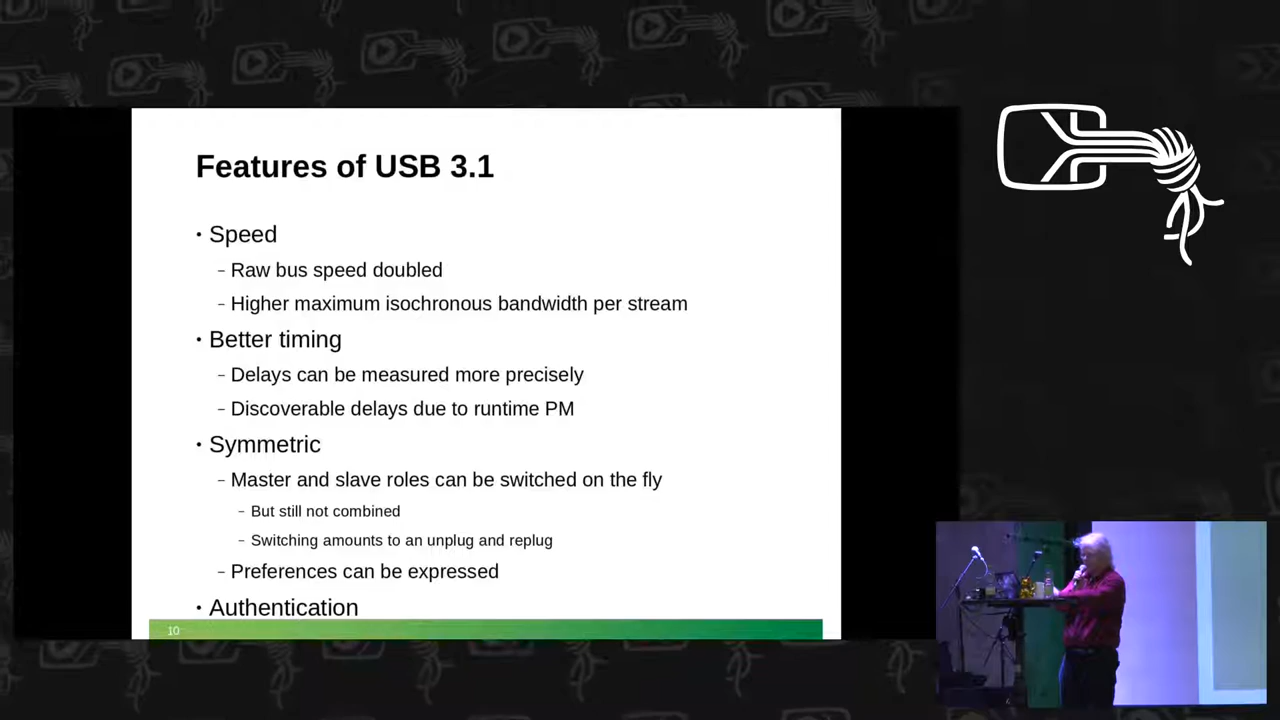 Features of USB 3.1
• Speed
– Raw bus speed doubled
– Higher maximum isochronous bandwidth per stream
• Better timing
– Delays can be measured more precisely
– Discoverable delays due to runtime PM
• Symmetric
– Master and slave roles can be switched on the fly
– But still not combined
– Switching amounts to an unplug and replug
– Preferences can be expressed
• Authentication
10